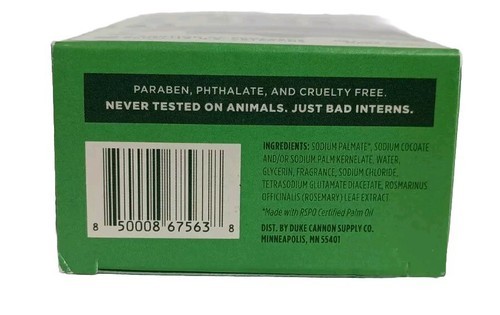 PARABEN, PHTHALATE, AND CRUELTY FREE.
NEVER TESTED ON ANIMALS. JUST BAD INTERNS.
INGREDIENTS: SODIUM PALMATE*, SODIUM COCOATE
AND/OR SODIUM PALM KERNELATE, WATER,
GLYCERIN, FRAGRANCE, SODIUM CHLORIDE,
TETRASODIUM GLUTAMATE DIACETATE, ROSMARINUS
OFFICINALIS (ROSEMARY) LEAF EXTRACT
*Made with RSPO Certified Palm Oil
DIST. BY DUKE CANNON SUPPLY CO.
MINNEAPOLIS, MN 55401
8 50008 67563 8